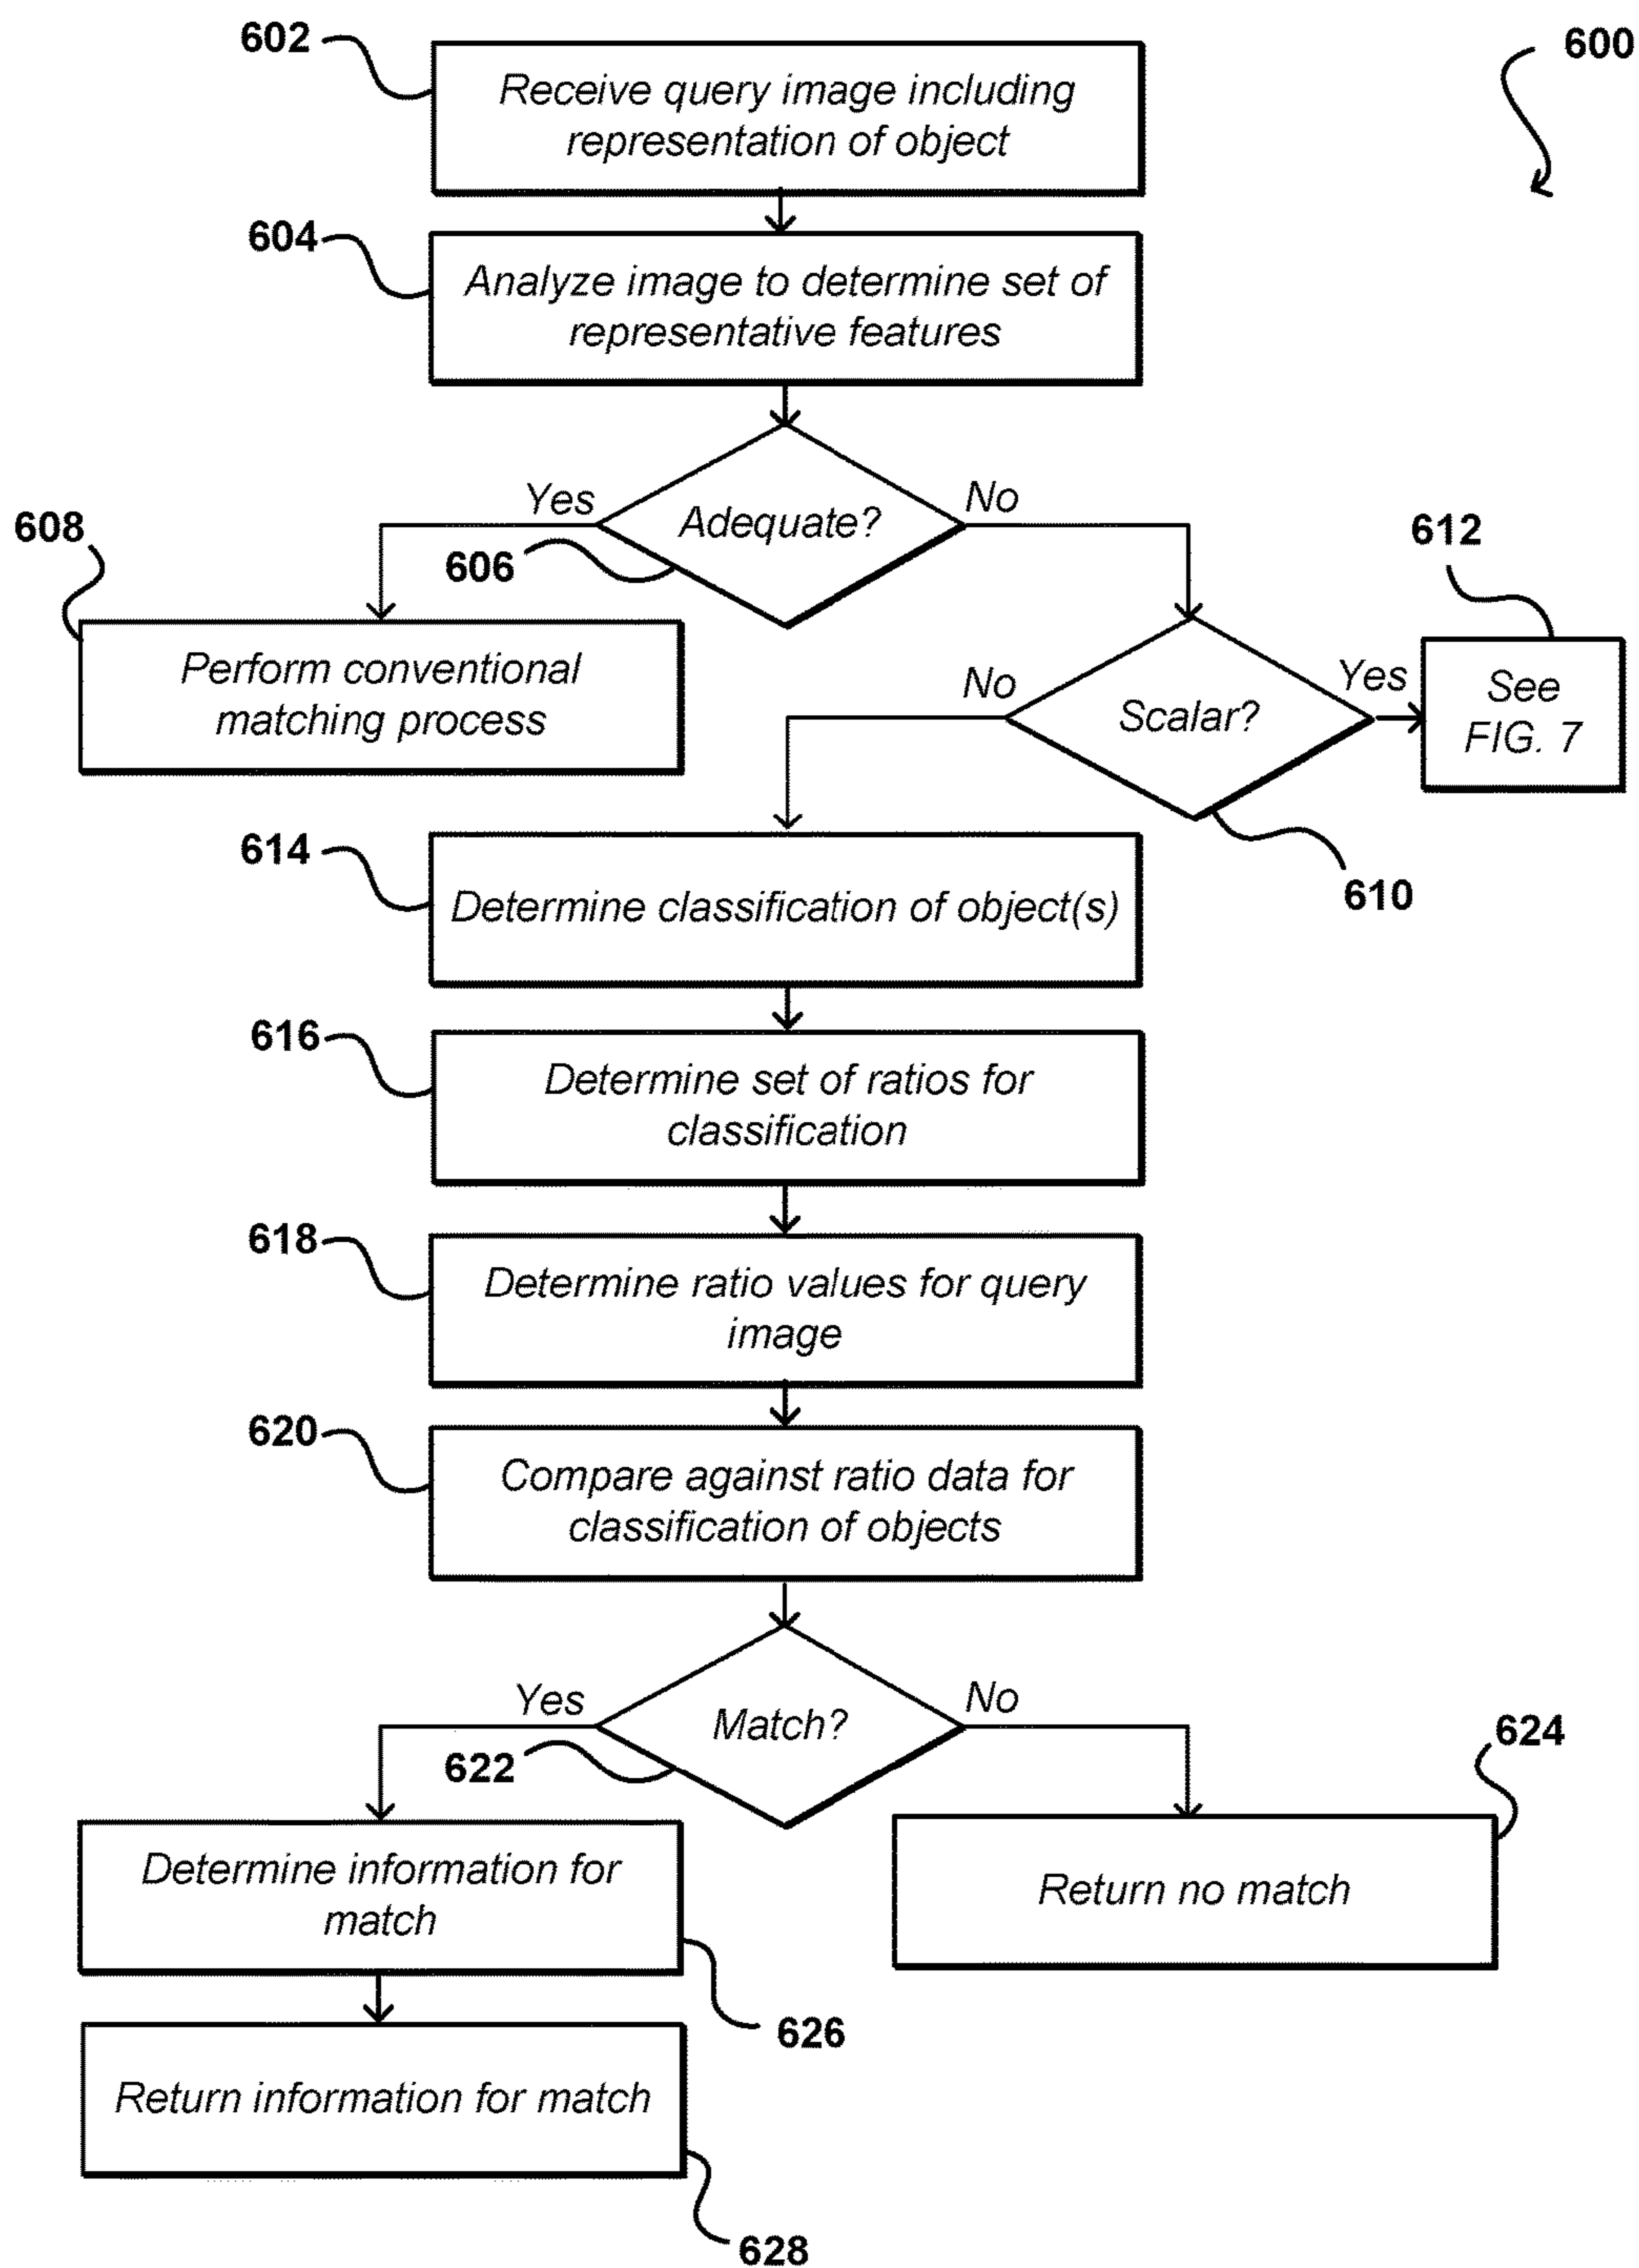 602
600
Receive query image including
representation of object
604
Analyze image to determine set of
representative features
Yes
No
Adequate?
606
608
612
Perform conventional
matching process
No
Yes
Scalar?
See
FIG. 7
610
614
Determine classification of object(s)
616
Determine set of ratios for
classification
618
Determine ratio values for query
image
620
Compare against ratio data for
classification of objects
Yes
No
Match?
622
624
Determine information for
match
Return no match
626
Return information for match
628